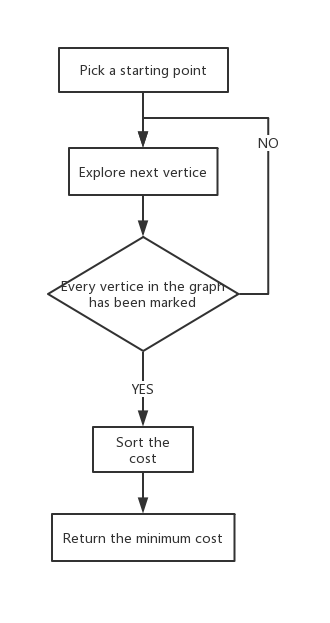 Pick a starting point
NO
Explore next vertice
Every vertice in the graph
has been marked
YES
Sort the
cost
Return the minimum cost